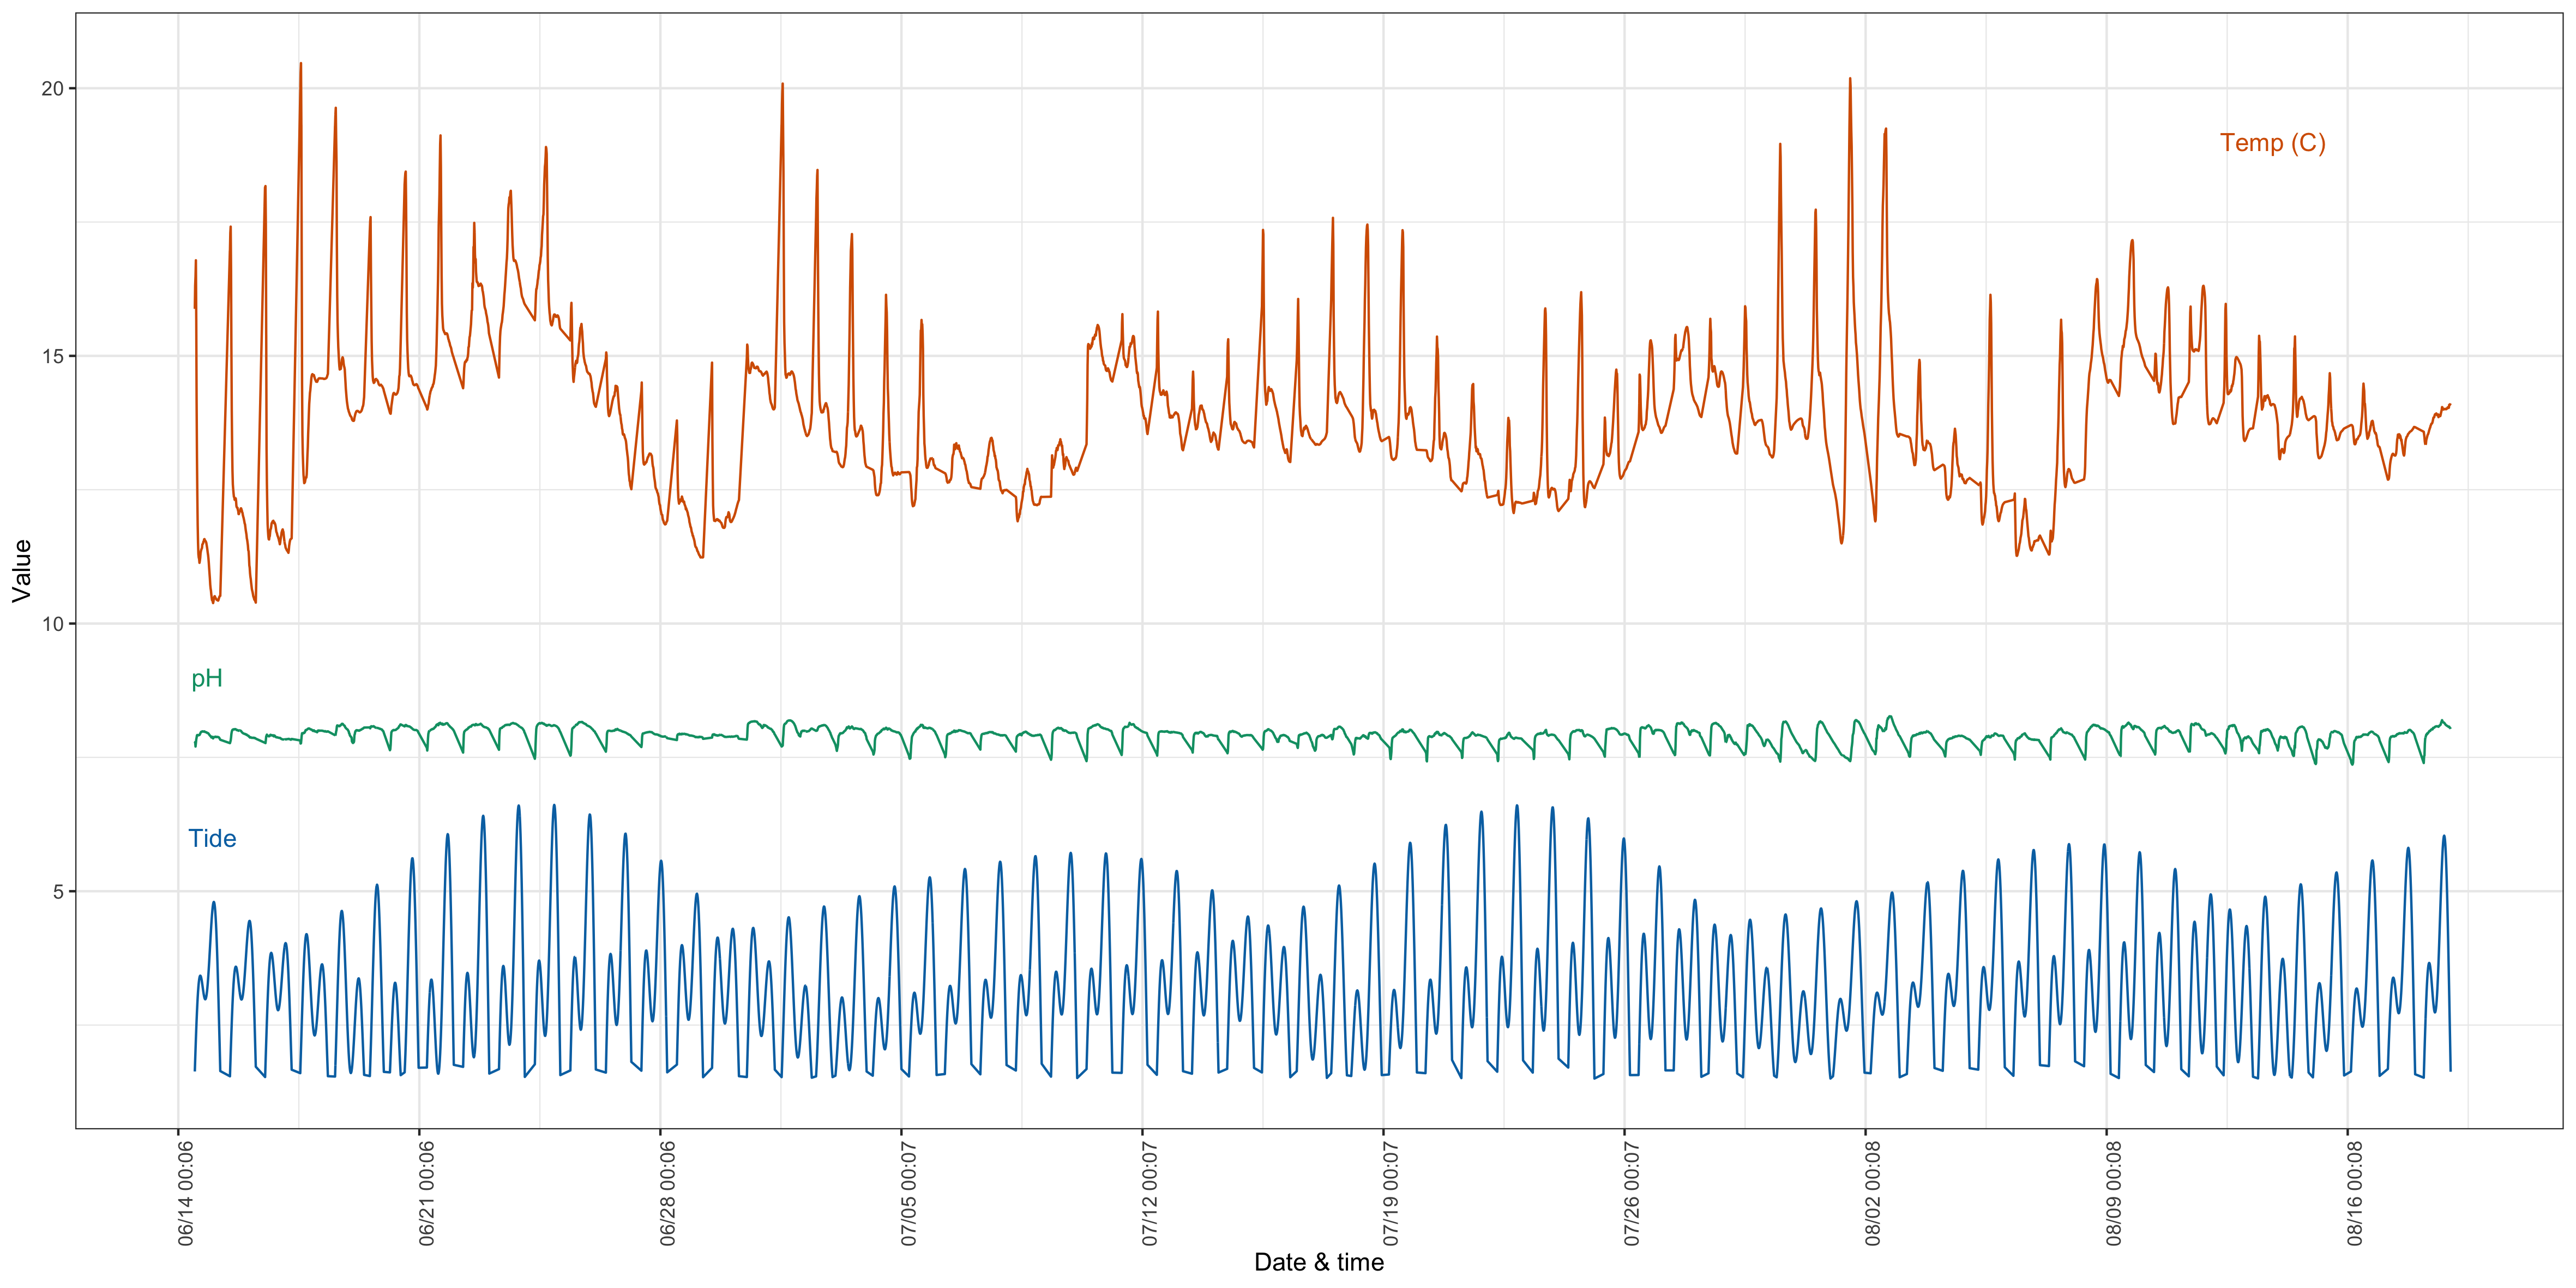 20
Temp (C)
15
Value
10
pH
Tide
5
06/14 00:06
06/21 00:06
06/28 00:06
07/05 00:07
07/12 00:07
07/19 00:07
07/26 00:07
08/02 00:08
08/09 00:08
08/16 00:08
Date & time